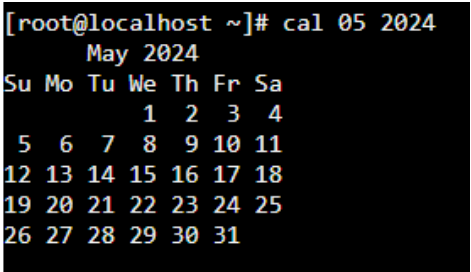 [root@localhost ~]# cal 05 2024
      May 2024
Su Mo Tu We Th Fr Sa
          1  2  3  4
 5  6  7  8  9 10 11
12 13 14 15 16 17 18
19 20 21 22 23 24 25
26 27 28 29 30 31